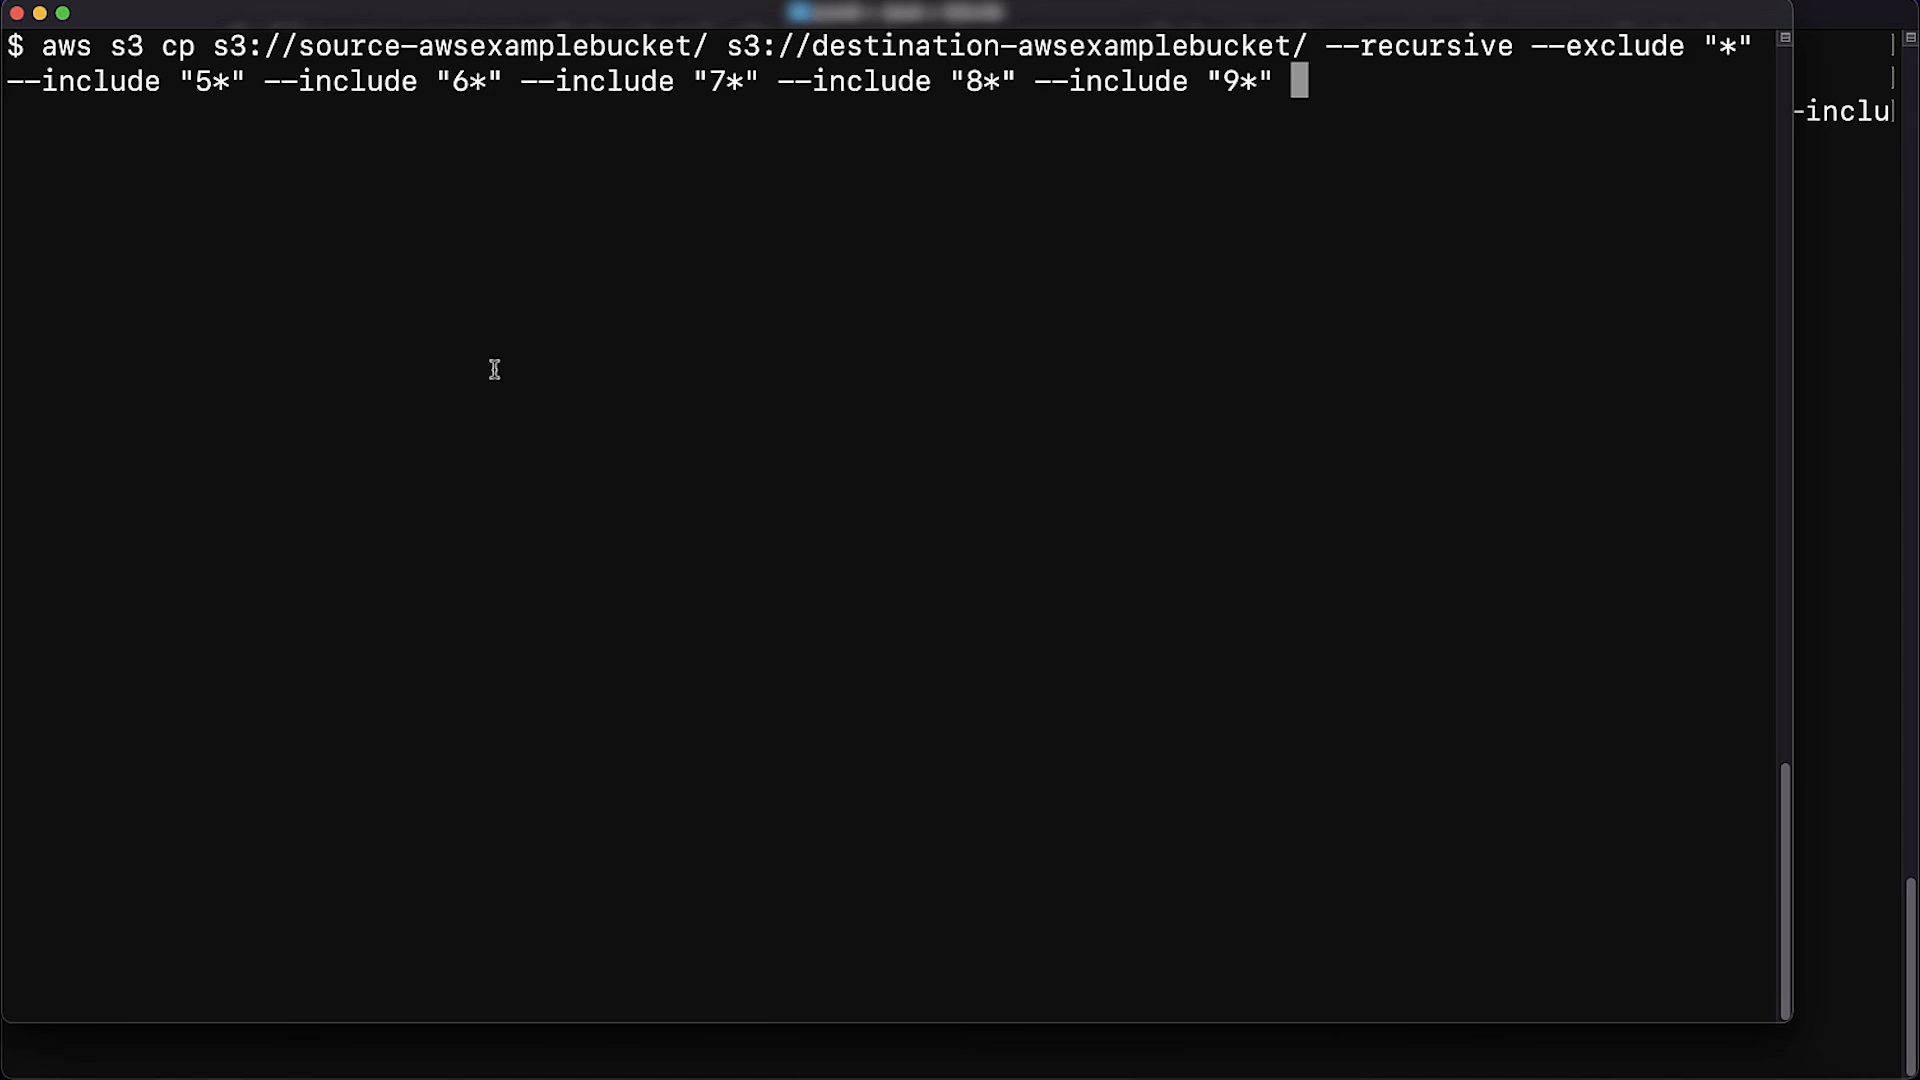 $ aws s3 cp s3://source-awsexamplebucket/ s3://destination-awsexamplebucket/ --recursive --exclude "*"
--include "5*" --include "6*" --include "7*" --include "8*" --include "9*"
-inclu